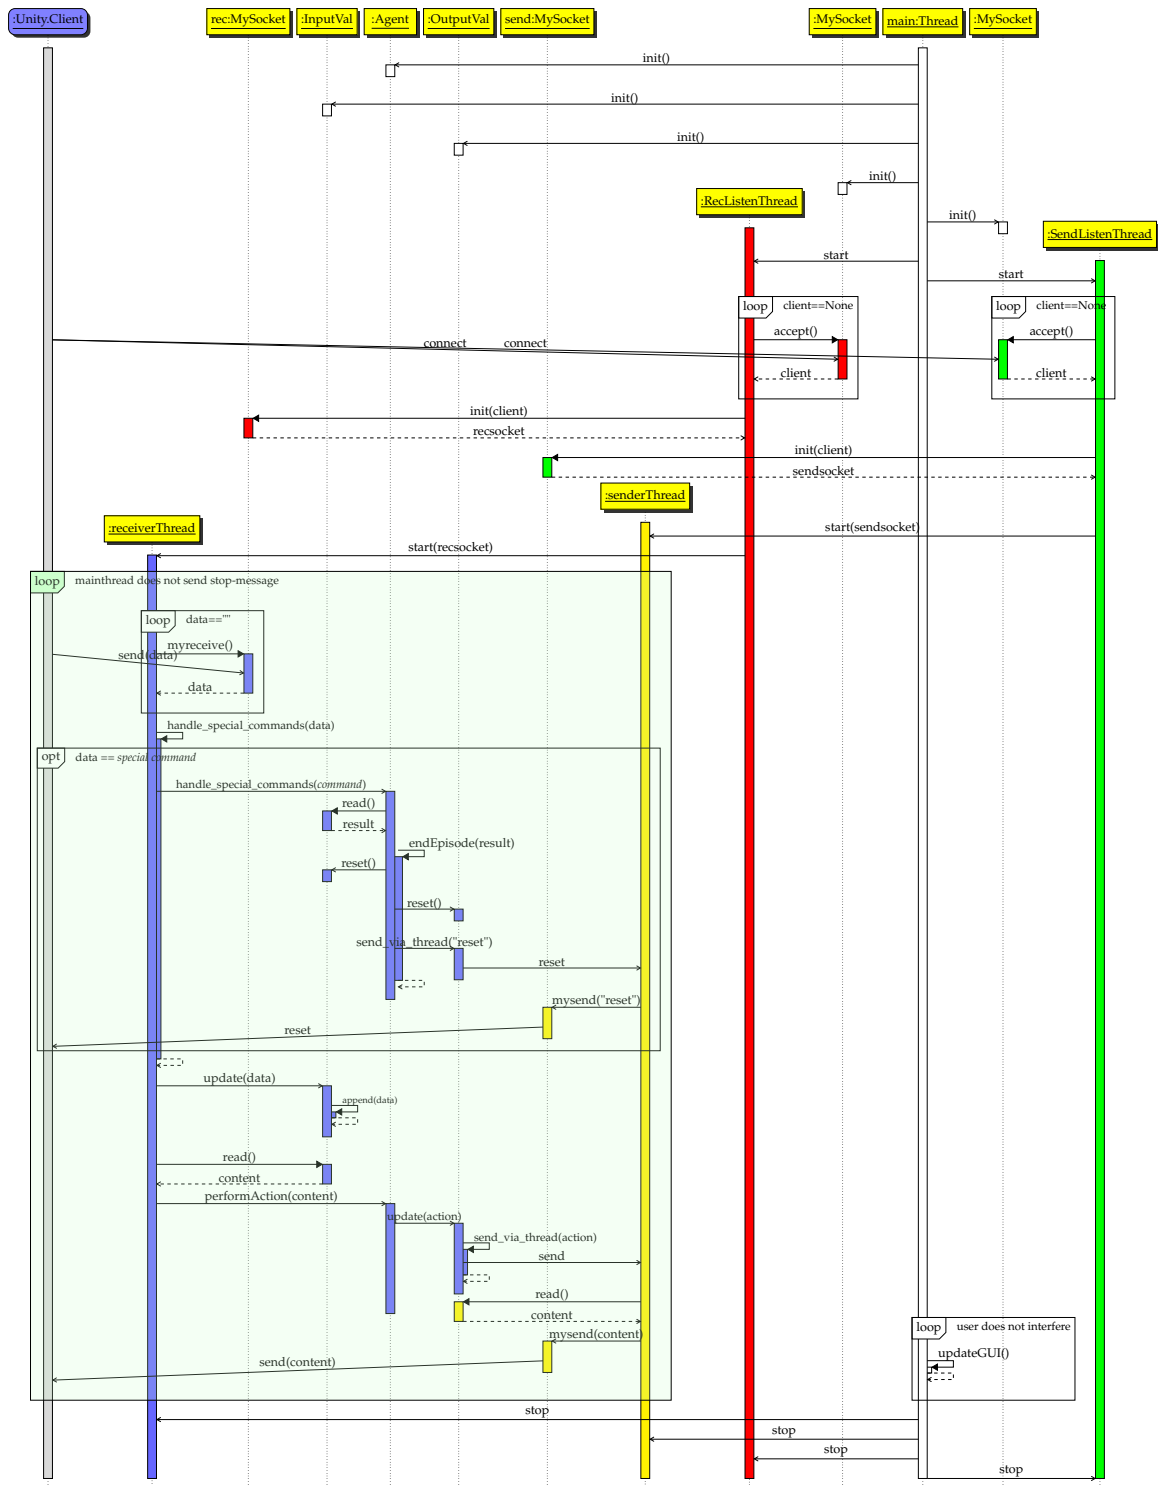 :Unity.Client
rec:MySocket
:InputVal
:Agent
:OutputVal
send:MySocket
:MySocket
main:Thread
:MySocket
init()
init()
init()
init()
:RecListenThread
init()
:SendListenThread
start
start
loop
client==None
loop
client==None
accept()
accept()
connect
connect
client
client
init(client)
recsocket
init(client)
sendsocket
:senderThread
:receiverThread
start(sendsocket)
start(recsocket)
loop
mainthread does not send stop-message
loop
data==""
myreceive()
send(data)
data
handle_special_commands(data)
opt
data == special command
handle_special_commands(command)
read()
result
endEpisode(result)
reset()
reset()
send_via_thread("reset")
reset
mysend("reset")
reset
update(data)
append(data)
read()
content
performAction(content)
update(action)
send_via_thread(action)
send
read()
content
loop
user does not interfere
mysend(content)
updateGUI()
send(content)
stop
stop
stop
stop